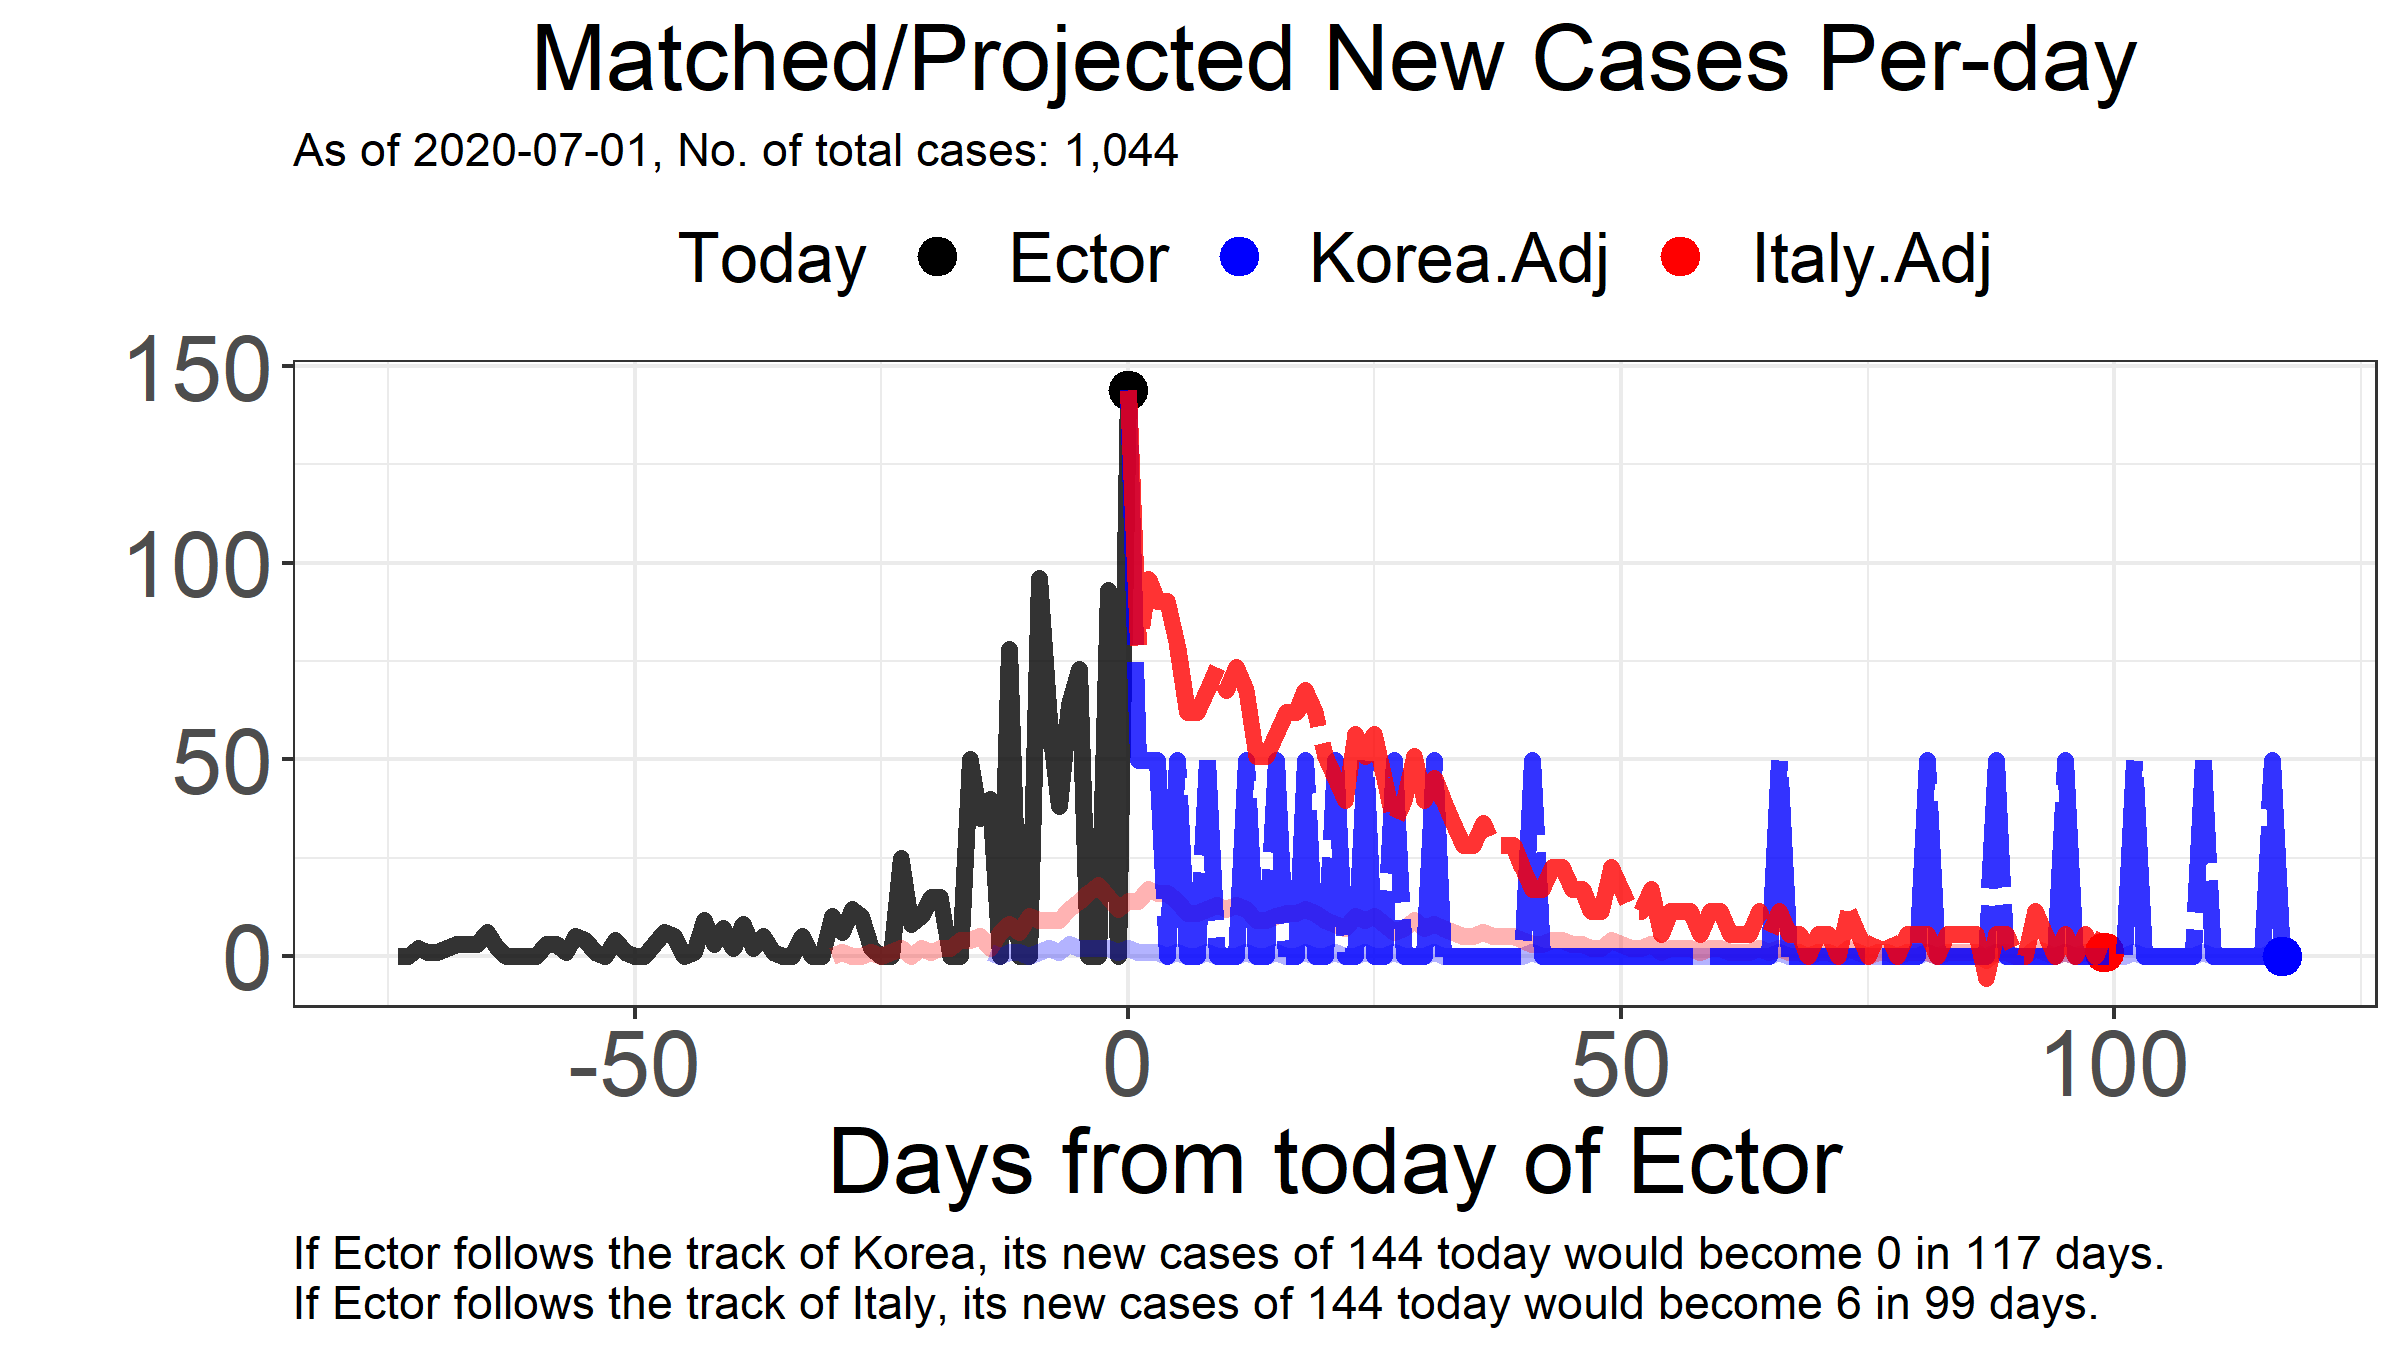 Matched/Projected New Cases Per-day
As of 2020-07-01, No. of total cases: 1,044
Today Ector Korea.Adj Italy.Adj
150
100
50
0
-50 0 50 100
Days from today of Ector
If Ector follows the track of Korea, its new cases of 144 today would become 0 in 117 days.
If Ector follows the track of Italy, its new cases of 144 today would become 6 in 99 days.